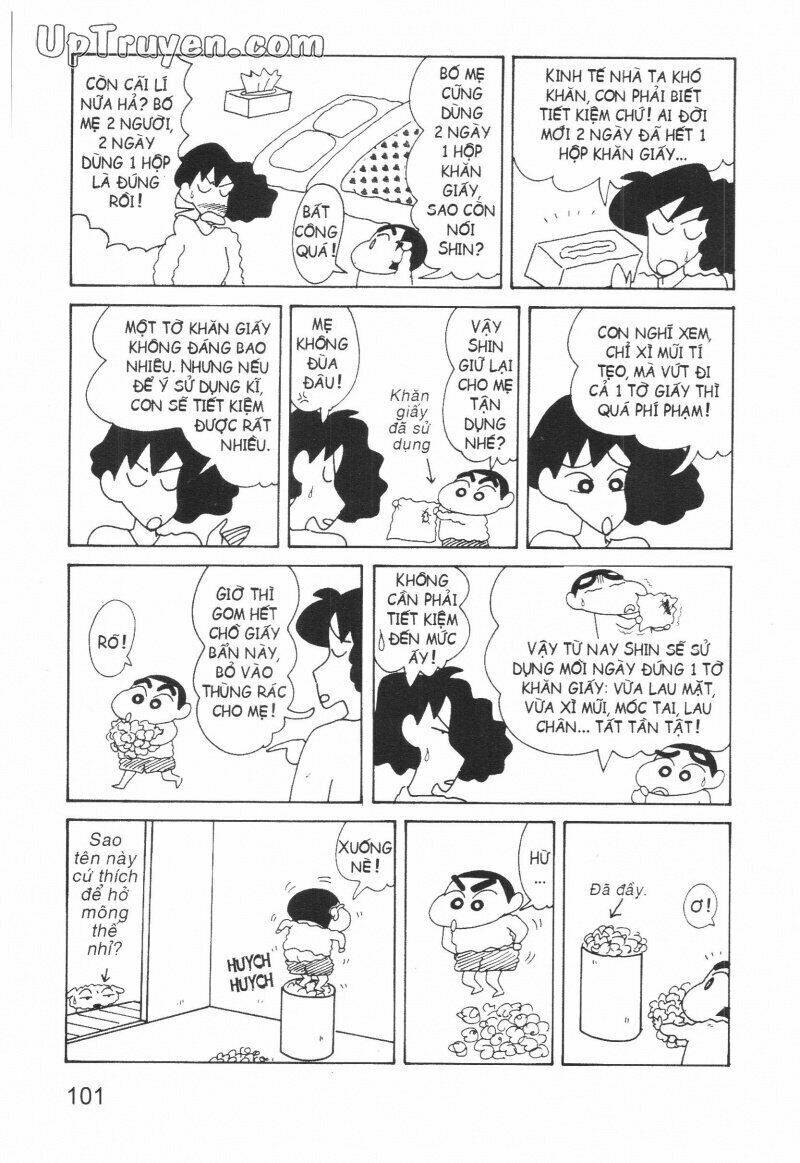 UpTruyen.com
KINH TẾ NHÀ TA KHÓ
KHĂN, CON PHẢI BIẾT
TIẾT KIỆM CHỨ! AI ĐỜI
MỚI 2 NGÀY ĐÃ HẾT 1
HỘP KHĂN GIẤY...
BỐ MẸ
CŨNG
DÙNG
2 NGÀY
1 HỘP
KHĂN
GIẤY,
SAO CÒN
NÓI
SHIN?
BẤT
CÔNG
QUÁ!
CÒN CÃI LÍ
NỮA HẢ? BỐ
MẸ 2 NGƯỜI,
2 NGÀY
DÙNG 1 HỘP
LÀ ĐÚNG
RỒI!
CON NGHĨ XEM,
CHỈ XÌ MŨI TÍ
TẸO, MÀ VỨT ĐI
CẢ 1 TỜ GIẤY THÌ
QUÁ PHÍ PHẠM!
VẬY
SHIN
GIỮ LẠI
CHO MẸ
TẬN
DỤNG
NHÉ?
Khăn
giấy
đã sử
dụng
MẸ
KHÔNG
ĐÙA
ĐÂU!
MỘT TỜ KHĂN GIẤY
KHÔNG ĐÁNG BAO
NHIÊU. NHƯNG NẾU
ĐỂ Ý SỬ DỤNG KĨ,
CON SẼ TIẾT KIỆM
ĐƯỢC RẤT
NHIỀU.
VẬY TỪ NAY SHIN SẼ SỬ
DỤNG MỖI NGÀY ĐÚNG 1 TỜ
KHĂN GIẤY: VỪA LAU MẶT,
VỪA XÌ MŨI, MÓC TAI, LAU
CHÂN... TẤT TẦN TẬT!
KHÔNG
CẦN PHẢI
TIẾT KIỆM
ĐẾN MỨC
ẤY!
GIỜ THÌ
GOM HẾT
CHỖ GIẤY
BẨN NÀY,
BỎ VÀO
THÙNG RÁC
CHO MẸ!
RÕ!
Đã đầy.
Ơ!
HỪ
...
XUỐNG
NÈ!
HUỲCH
HUỲCH
Sao
tên này
cứ thích
để hở
mông
thế
nhỉ?
101